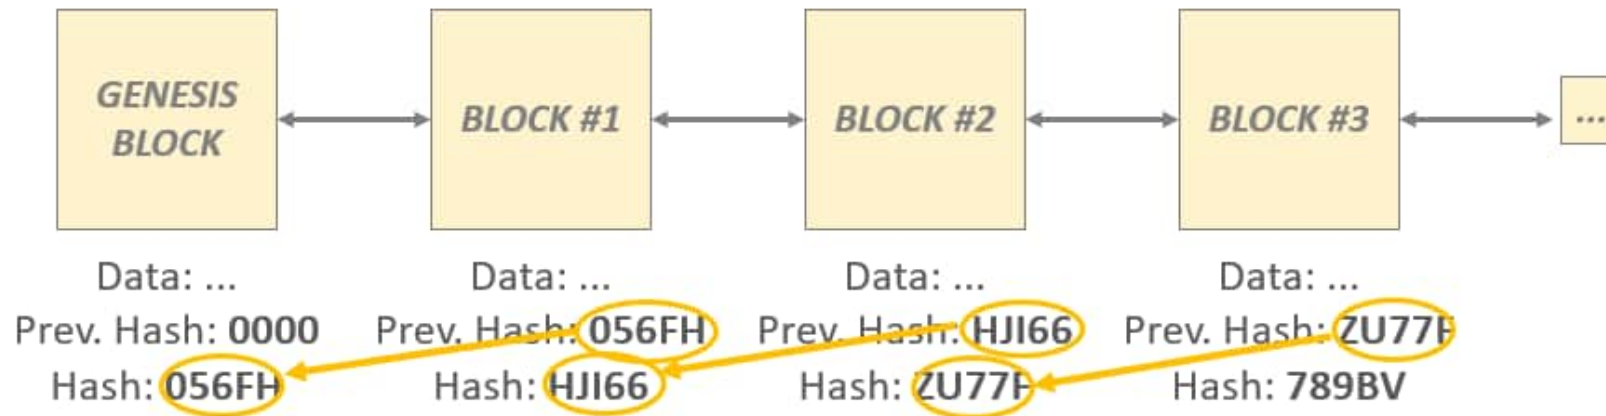 GENESIS
BLOCK
BLOCK #1
BLOCK #2
BLOCK #3
...
Data: ...
Prev. Hash: 0000
Hash: 056FH
Data: ...
Prev. Hash: 056FH
Hash: HJI66
Data: ...
Prev. Hash: HJI66
Hash: ZU77F
Data: ...
Prev. Hash: ZU77F
Hash: 789BV